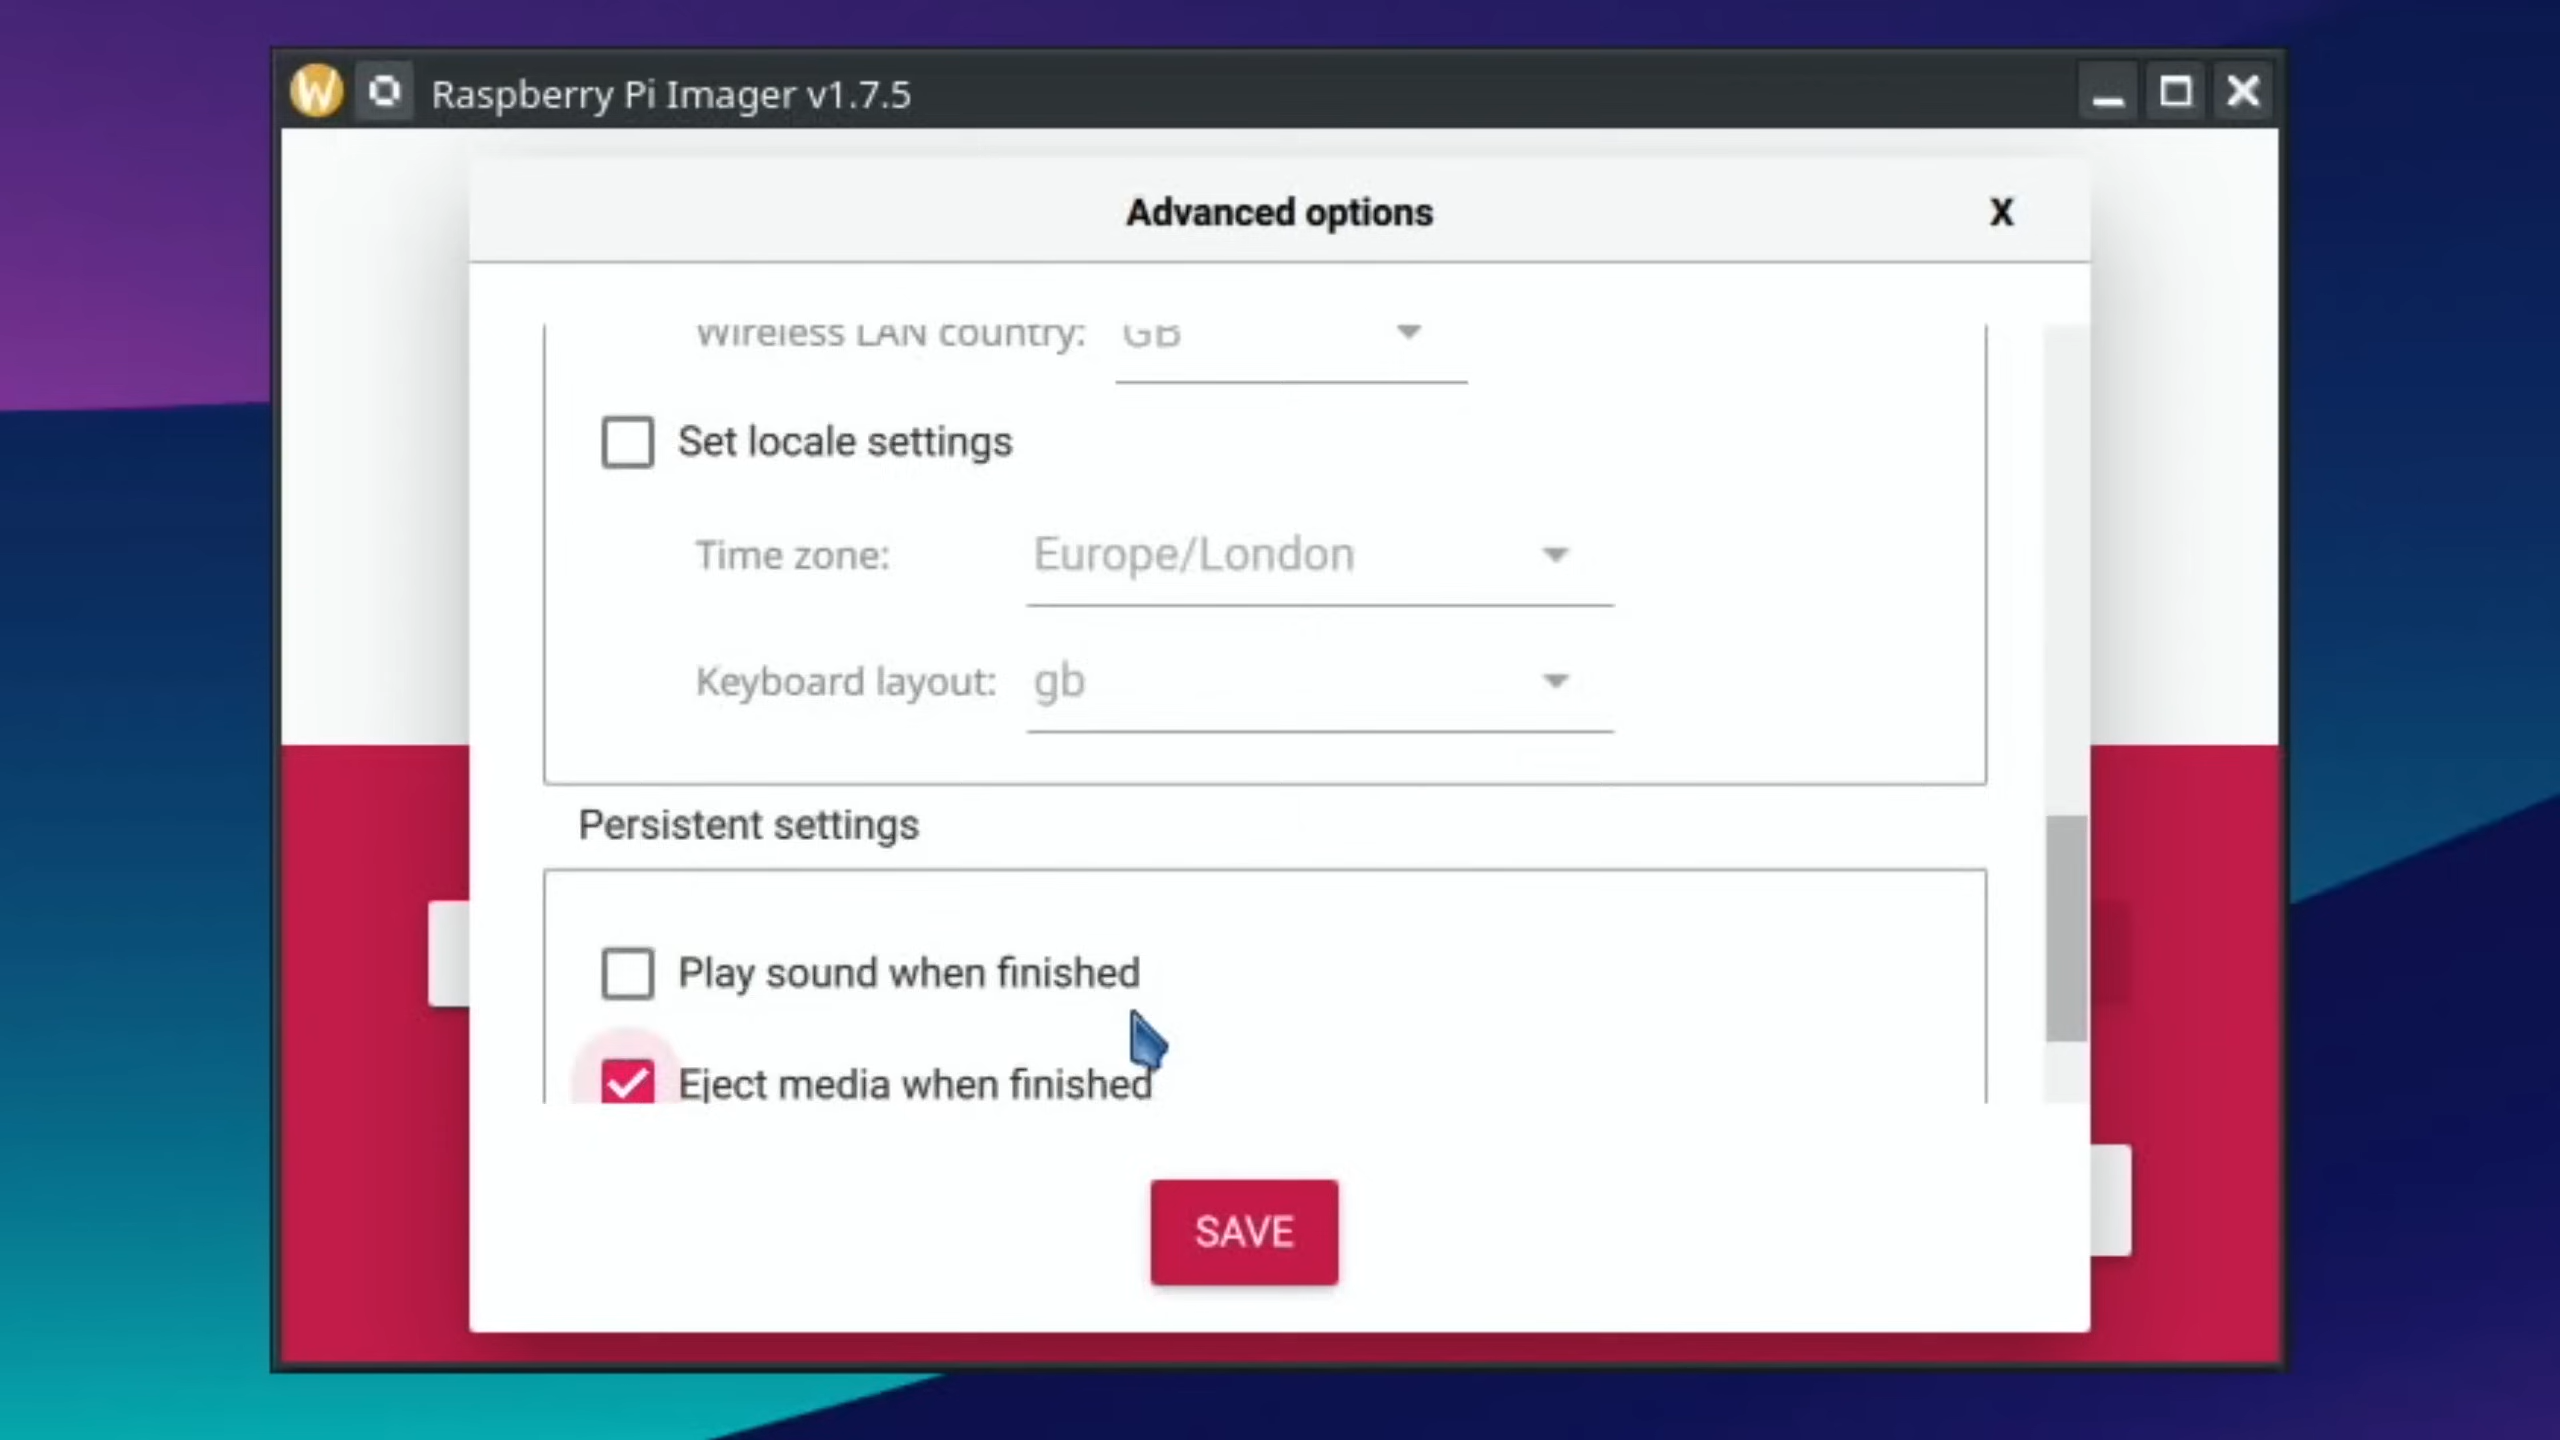 W Raspberry Pi Imager v1.7.5
Advanced options X
Wireless LAN country: GB
Set locale settings
Time zone: Europe/London
Keyboard layout: gb
Persistent settings
Play sound when finished
Eject media when finished
SAVE